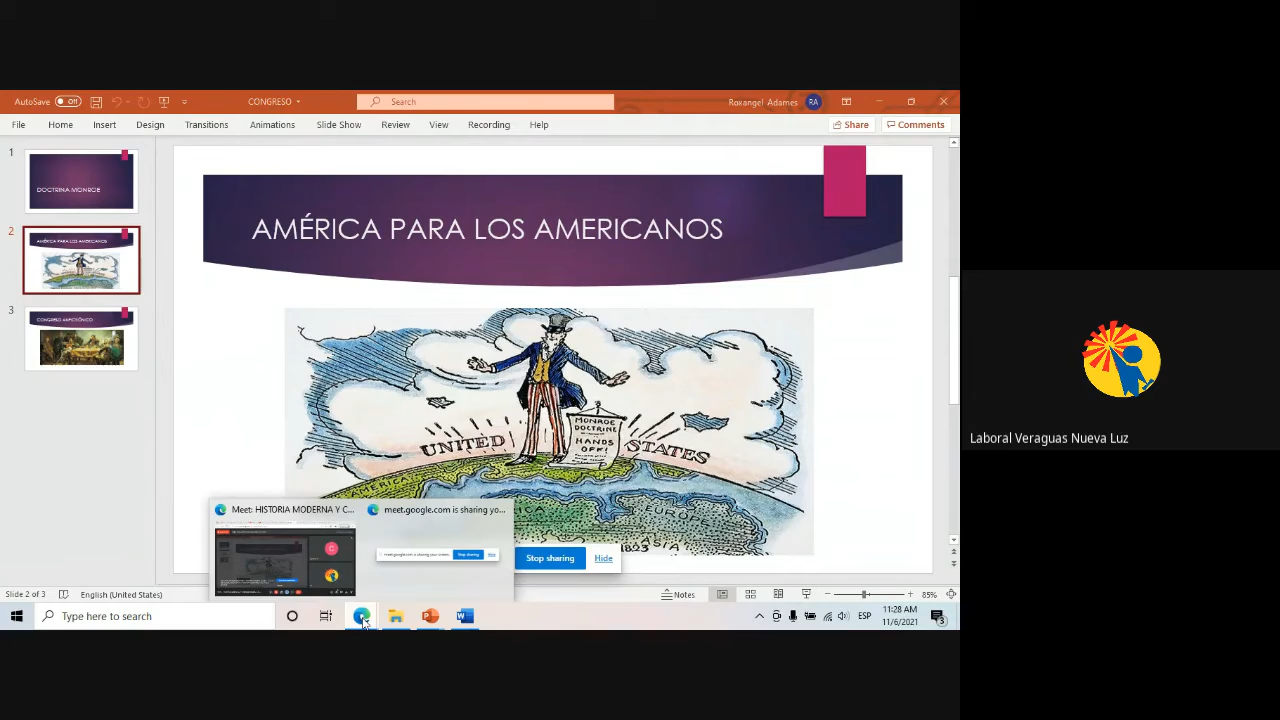 AutoSave Off
CONGRESO
Search
Roxangel Adames RA
File Home Insert Design Transitions Animations Slide Show Review View Recording Help
Share Comments
1
DOCTRINA MONROE
2
AMÉRICA PARA LOS AMERICANOS
3
AMÉRICA PARA LOS AMERICANOS
UNITED STATES
MONROE
DOCTRINE
HANDS
OFF!
EUROPE
1823
Meet: HISTORIA MODERNA Y C...
meet.google.com is sharing yo...
Stop sharing Hide
Slide 2 of 3
English (United States)
Notes
85%
Type here to search
ESP
11:28 AM
11/6/2021
3
Laboral Veraguas Nueva Luz